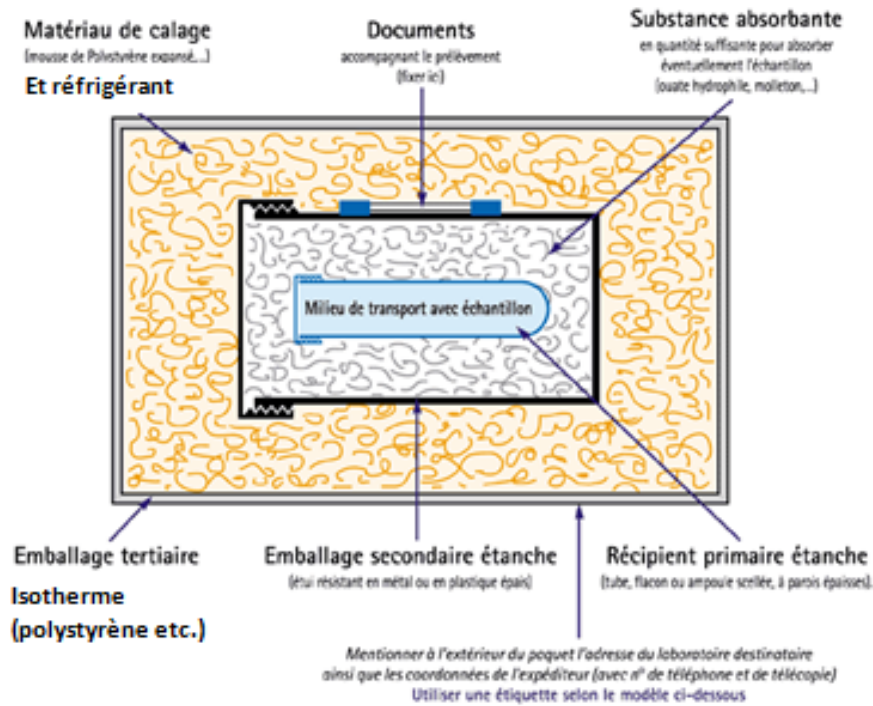 Matériau de calage
(mousse de Polystyrène expansé,...)
Et réfrigérant
Documents
accompagnant le prélèvement
(fixer ici)
Substance absorbante
en quantité suffisante pour absorber
éventuellement l'échantillon
(ouate hydrophile, molleton,...)
Milieu de transport avec échantillon
Emballage tertiaire
Isotherme
(polystyrène etc.)
Emballage secondaire étanche
(étui résistant en métal ou en plastique épais)
Récipient primaire étanche
(tube, flacon ou ampoule scellée, à parois épaisses).
Mentionner à l'extérieur du paquet l'adresse du laboratoire destinataire
ainsi que les coordonnées de l'expéditeur (avec n° de téléphone et de télécopie)
Utiliser une étiquette selon le modèle ci-dessous